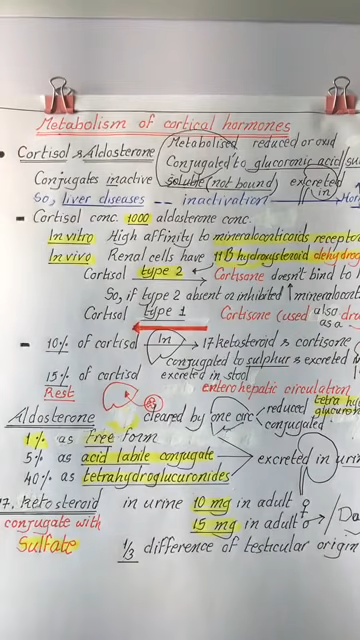 Metabolism of cortical hormones
• Cortisol & Aldosterone Metabolised reduced or oxid
Conjugated to glucoronic acid/su
Conjugates inactive soluble (not bound) excreted
So, liver diseases -- inactivation in
- Cortisol conc. 1000 aldosterone conc.
In vitro High affinity to mineralocorticoids receptor
In vivo Renal cells have 11β hydroxysteroid dehydrog
Cortisol type 2 Cortisone doesn't bind to
So, if type 2 absent or inhibited ↑ mineralocort
Cortisol type 1 Cortisone (used also dr
as a
- 10% of cortisol In → 17 ketosteroid & cortisone
conjugated to sulphur & excreted in
15% of cortisol excreted in stool
Rest enterohepatic circulation
Aldosterone cleared by one circ reduced tetra hy
glucuron
conjugated
1% as free form
5% as acid labile conjugate excreted in urin
40% as tetrahydroglucuronides
17. ketosteroid in urine 10 mg in adult ♀
conjugate with 15 mg in adult ♂ → /Da
Sulfate 1/3 difference of testicular origin